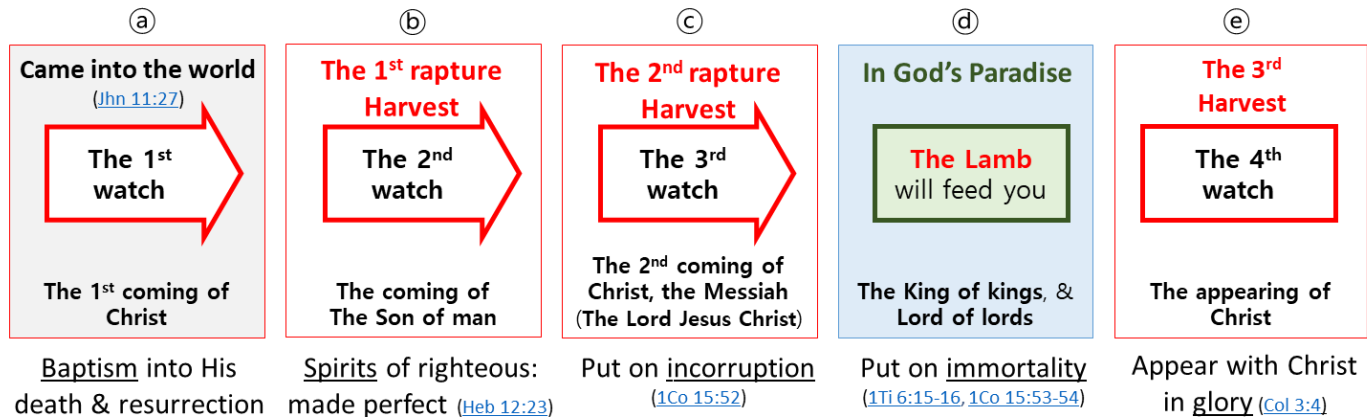 ⓐ
Came into the world
(Jhn 11:27)
The 1st
watch
The 1st coming of
Christ
Baptism into His
death & resurrection
ⓑ
The 1st rapture
Harvest
The 2nd
watch
The coming of
The Son of man
Spirits of righteous:
made perfect (Heb 12:23)
ⓒ
The 2nd rapture
Harvest
The 3rd
watch
The 2nd coming of
Christ, the Messiah
(The Lord Jesus Christ)
Put on incorruption
(1Co 15:52)
ⓓ
In God's Paradise
The Lamb
will feed you
The King of kings, &
Lord of lords
Put on immortality
(1Ti 6:15-16, 1Co 15:53-54)
ⓔ
The 3rd
Harvest
The 4th
watch
The appearing of
Christ
Appear with Christ
in glory (Col 3:4)